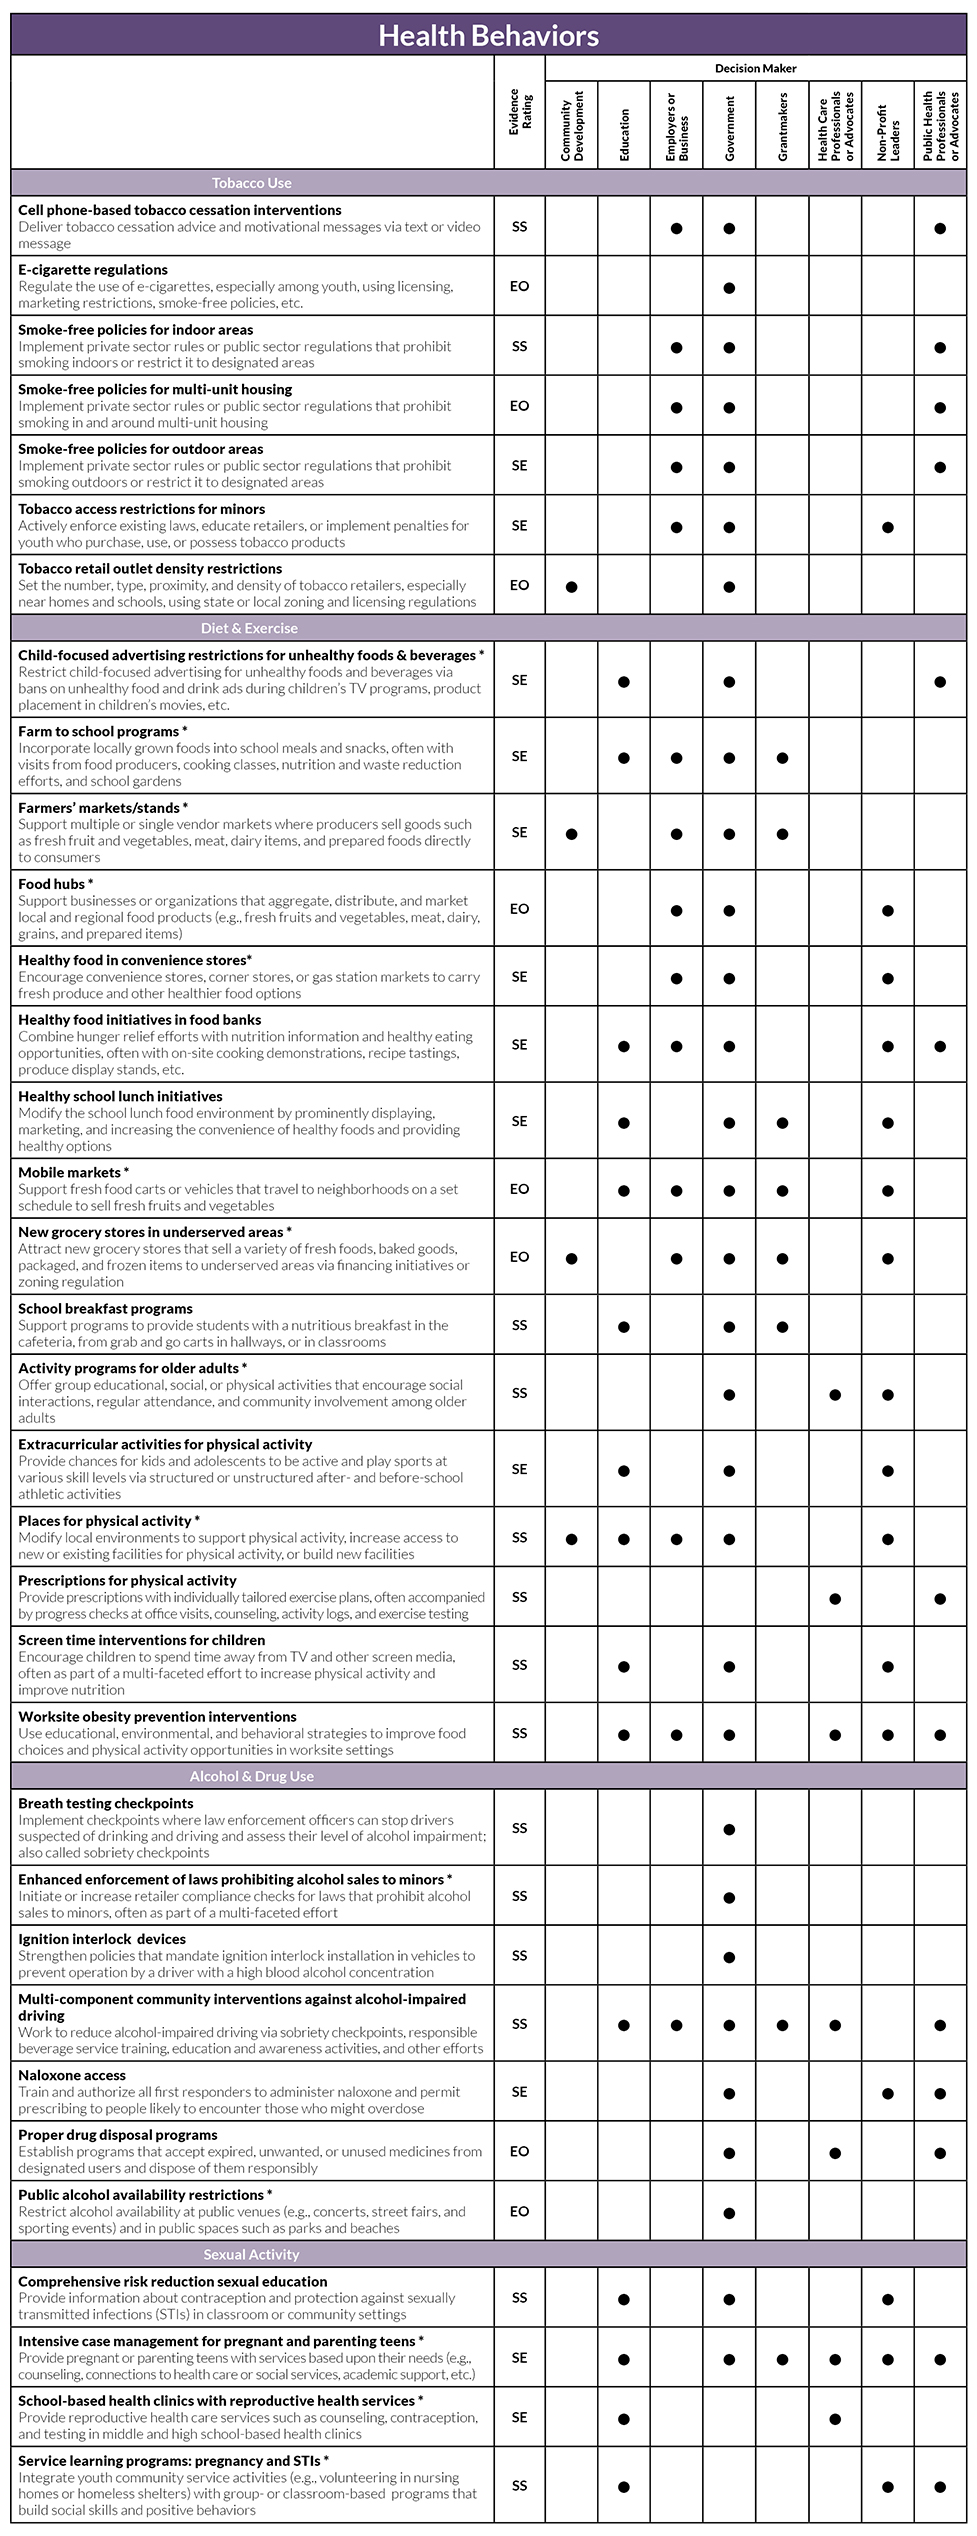 Health Behaviors
Decision Maker
Evidence
Rating
Community
Development
Education
Employers or
Business
Government
Grantmakers
Health Care
Professionals
or Advocates
Non-Profit
Leaders
Public Health
Professionals
or Advocates
Tobacco Use
Cell phone-based tobacco cessation interventions
Deliver tobacco cessation advice and motivational messages via text or video
message
SS
E-cigarette regulations
Regulate the use of e-cigarettes, especially among youth, using licensing,
marketing restrictions, smoke-free policies, etc.
EO
Smoke-free policies for indoor areas
Implement private sector rules or public sector regulations that prohibit
smoking indoors or restrict it to designated areas
SS
Smoke-free policies for multi-unit housing
Implement private sector rules or public sector regulations that prohibit
smoking in and around multi-unit housing
EO
Smoke-free policies for outdoor areas
Implement private sector rules or public sector regulations that prohibit
smoking outdoors or restrict it to designated areas
SE
Tobacco access restrictions for minors
Actively enforce existing laws, educate retailers, or implement penalties for
youth who purchase, use, or possess tobacco products
SE
Tobacco retail outlet density restrictions
Set the number, type, proximity, and density of tobacco retailers, especially
near homes and schools, using state or local zoning and licensing regulations
EO
Diet & Exercise
Child-focused advertising restrictions for unhealthy foods & beverages *
Restrict child-focused advertising for unhealthy foods and beverages via
bans on unhealthy food and drink ads during children's TV programs, product
placement in children's movies, etc.
SE
Farm to school programs *
Incorporate locally grown foods into school meals and snacks, often with
visits from food producers, cooking classes, nutrition and waste reduction
efforts, and school gardens
SE
Farmers' markets/stands *
Support multiple or single vendor markets where producers sell goods such
as fresh fruit and vegetables, meat, dairy items, and prepared foods directly
to consumers
SE
Food hubs *
Support businesses or organizations that aggregate, distribute, and market
local and regional food products (e.g., fresh fruits and vegetables, meat, dairy,
grains, and prepared items)
EO
Healthy food in convenience stores*
Encourage convenience stores, corner stores, or gas station markets to carry
fresh produce and other healthier food options
SE
Healthy food initiatives in food banks
Combine hunger relief efforts with nutrition information and healthy eating
opportunities, often with on-site cooking demonstrations, recipe tastings,
produce display stands, etc.
SE
Healthy school lunch initiatives
Modify the school lunch food environment by prominently displaying,
marketing, and increasing the convenience of healthy foods and providing
healthy options
SE
Mobile markets *
Support fresh food carts or vehicles that travel to neighborhoods on a set
schedule to sell fresh fruits and vegetables
EO
New grocery stores in underserved areas *
Attract new grocery stores that sell a variety of fresh foods, baked goods,
packaged, and frozen items to underserved areas via financing initiatives or
zoning regulation
EO
School breakfast programs
Support programs to provide students with a nutritious breakfast in the
cafeteria, from grab and go carts in hallways, or in classrooms
SS
Activity programs for older adults *
Offer group educational, social, or physical activities that encourage social
interactions, regular attendance, and community involvement among older
adults
SS
Extracurricular activities for physical activity
Provide chances for kids and adolescents to be active and play sports at
various skill levels via structured or unstructured after- and before-school
athletic activities
SE
Places for physical activity *
Modify local environments to support physical activity, increase access to
new or existing facilities for physical activity, or build new facilities
SS
Prescriptions for physical activity
Provide prescriptions with individually tailored exercise plans, often accompanied
by progress checks at office visits, counseling, activity logs, and exercise testing
SS
Screen time interventions for children
Encourage children to spend time away from TV and other screen media,
often as part of a multi-faceted effort to increase physical activity and
improve nutrition
SS
Worksite obesity prevention interventions
Use educational, environmental, and behavioral strategies to improve food
choices and physical activity opportunities in worksite settings
SS
Alcohol & Drug Use
Breath testing checkpoints
Implement checkpoints where law enforcement officers can stop drivers
suspected of drinking and driving and assess their level of alcohol impairment;
also called sobriety checkpoints
SS
Enhanced enforcement of laws prohibiting alcohol sales to minors *
Initiate or increase retailer compliance checks for laws that prohibit alcohol
sales to minors, often as part of a multi-faceted effort
SS
Ignition interlock devices
Strengthen policies that mandate ignition interlock installation in vehicles to
prevent operation by a driver with a high blood alcohol concentration
SS
Multi-component community interventions against alcohol-impaired
driving
Work to reduce alcohol-impaired driving via sobriety checkpoints, responsible
beverage service training, education and awareness activities, and other efforts
SS
Naloxone access
Train and authorize all first responders to administer naloxone and permit
prescribing to people likely to encounter those who might overdose
SE
Proper drug disposal programs
Establish programs that accept expired, unwanted, or unused medicines from
designated users and dispose of them responsibly
EO
Public alcohol availability restrictions *
Restrict alcohol availability at public venues (e.g., concerts, street fairs, and
sporting events) and in public spaces such as parks and beaches
EO
Sexual Activity
Comprehensive risk reduction sexual education
Provide information about contraception and protection against sexually
transmitted infections (STIs) in classroom or community settings
SS
Intensive case management for pregnant and parenting teens *
Provide pregnant or parenting teens with services based upon their needs (e.g.,
counseling, connections to health care or social services, academic support, etc.)
SE
School-based health clinics with reproductive health services *
Provide reproductive health care services such as counseling, contraception,
and testing in middle and high school-based health clinics
SE
Service learning programs: pregnancy and STIs *
Integrate youth community service activities (e.g., volunteering in nursing
homes or homeless shelters) with group- or classroom-based programs that
build social skills and positive behaviors
SS